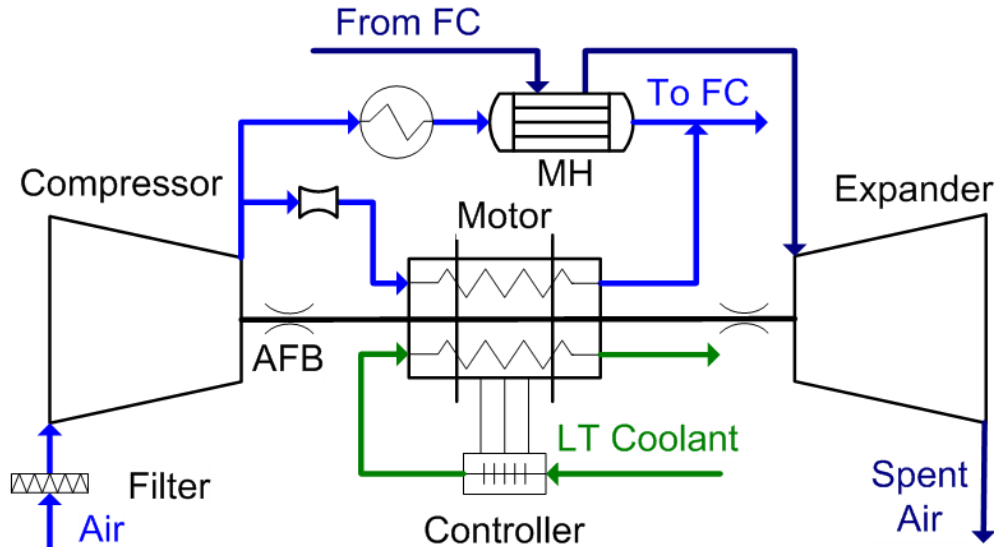 From FC
To FC
MH
Compressor
Expander
Motor
AFB
LT Coolant
Filter
Spent
Air
Air
Controller